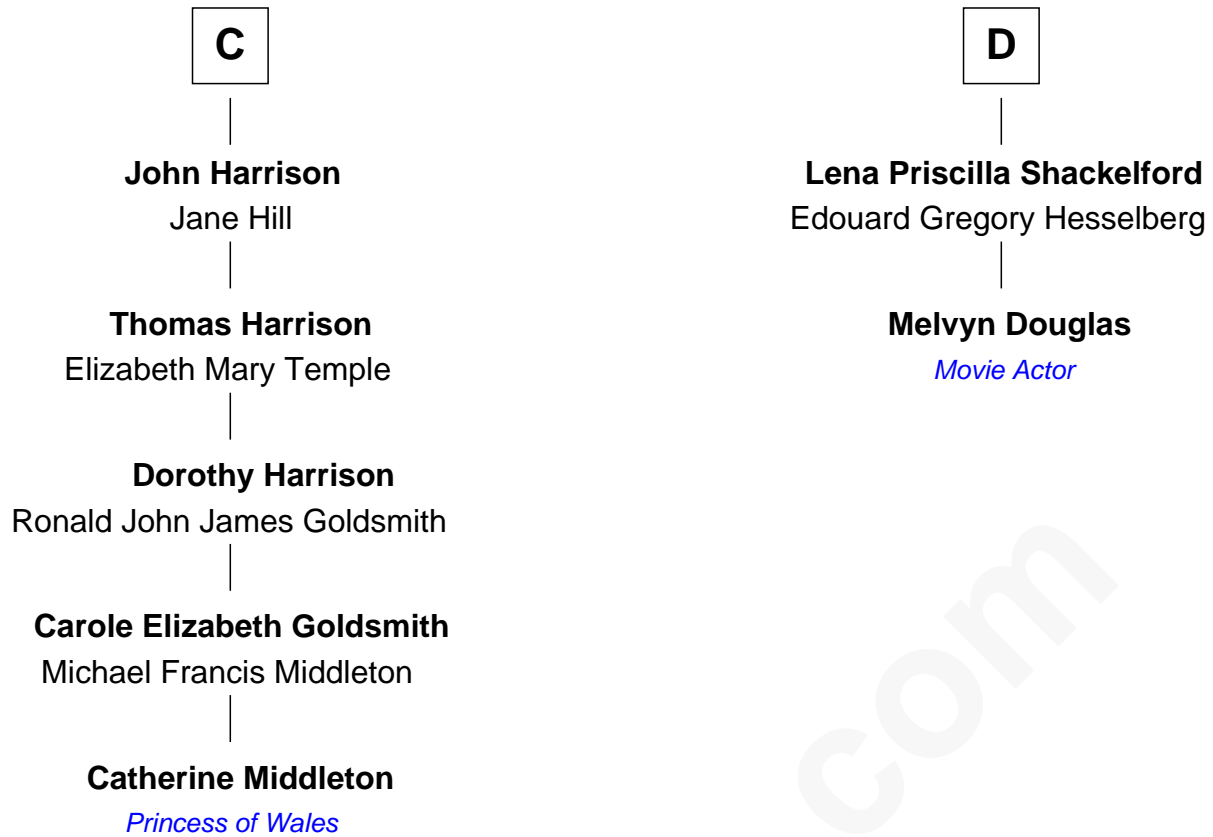 C
John Harrison
Jane Hill
Thomas Harrison
Elizabeth Mary Temple
Dorothy Harrison
Ronald John James Goldsmith
Carole Elizabeth Goldsmith
Michael Francis Middleton
Catherine Middleton
Princess of Wales
D
Lena Priscilla Shackelford
Edouard Gregory Hesselberg
Melvyn Douglas
Movie Actor
com